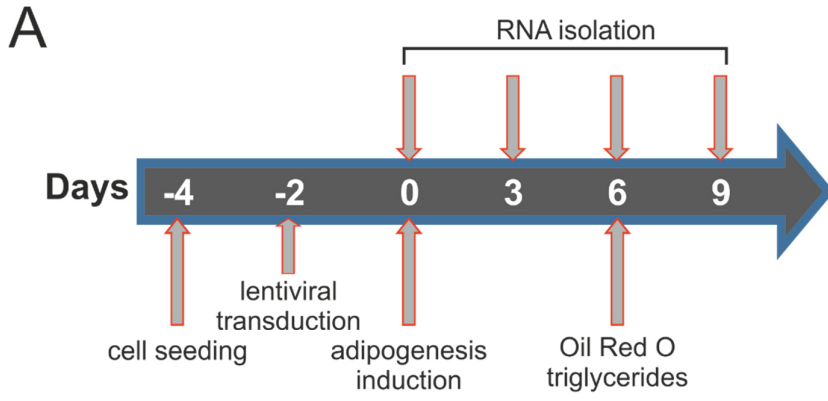 A
RNA isolation
Days -4 -2 0 3 6 9
lentiviral
transduction
cell seeding
adipogenesis
induction
Oil Red O
triglycerides